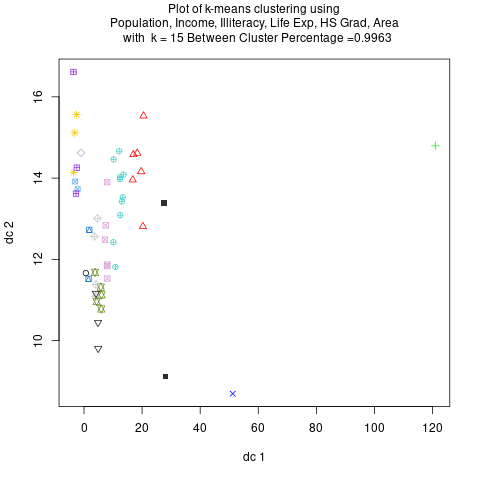 Plot of k-means clustering using
Population, Income, Illiteracy, Life Exp, HS Grad, Area
with  k = 15 Between Cluster Percentage =0.9963
16
14
12
10
dc 2
0 20 40 60 80 100 120
dc 1